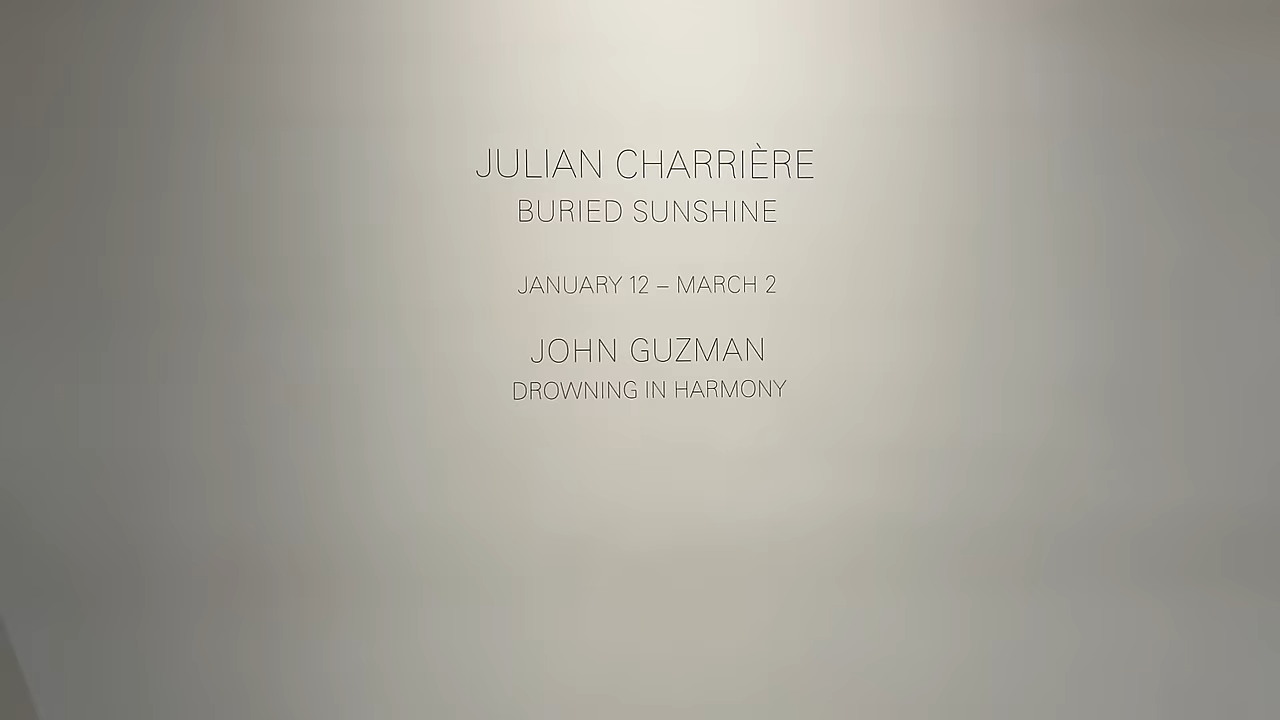 JULIAN CHARRIÈRE
BURIED SUNSHINE
JANUARY 12 – MARCH 2
JOHN GUZMAN
DROWNING IN HARMONY